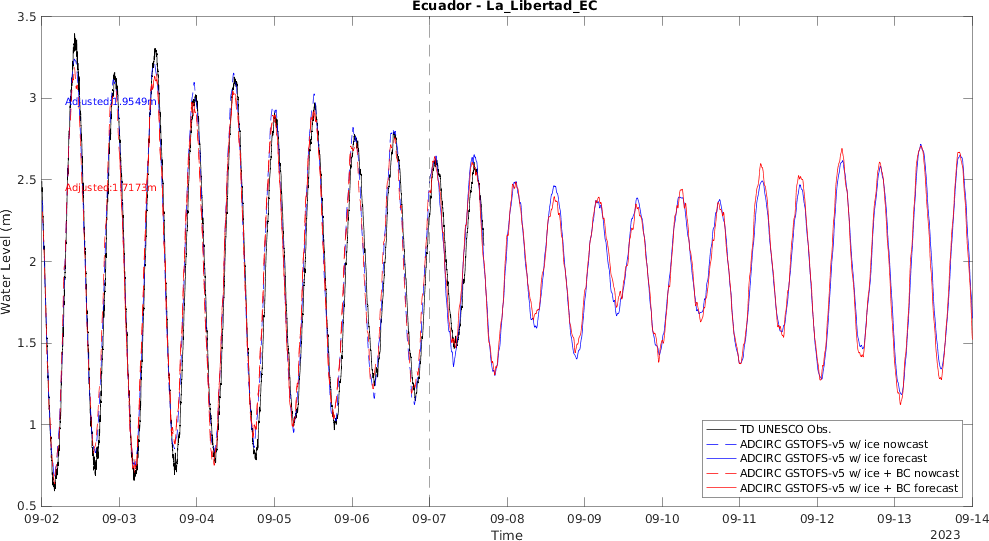 Ecuador - La_Libertad_EC
3.5
3
2.5
2
1.5
1
0.5
Water Level (m)
Adjusted:1.9549m
Adjusted:1.7173m
TD UNESCO Obs.
ADCIRC GSTOFS-v5 w/ ice nowcast
ADCIRC GSTOFS-v5 w/ ice forecast
ADCIRC GSTOFS-v5 w/ ice + BC nowcast
ADCIRC GSTOFS-v5 w/ ice + BC forecast
09-02 09-03 09-04 09-05 09-06 09-07 09-08 09-09 09-10 09-11 09-12 09-13 09-14
Time
2023